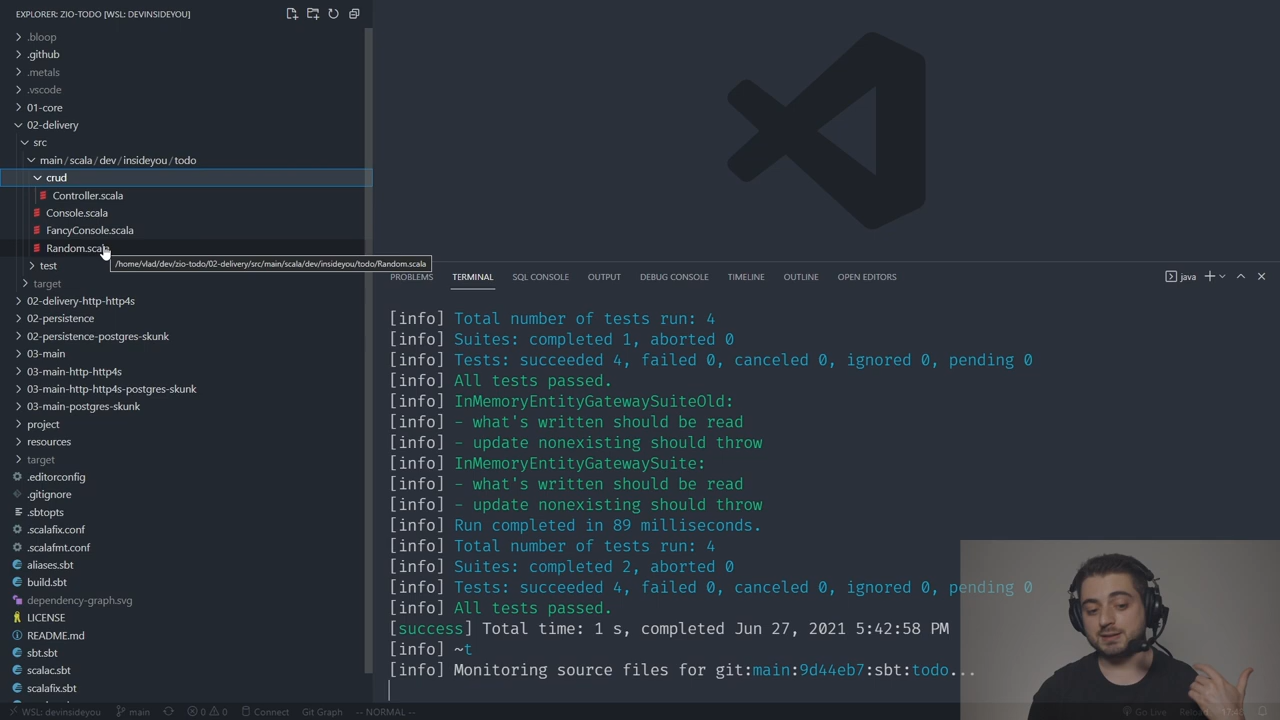 EXPLORER: ZIO-TODO [WSL: DEVINSIDEYOU]
.bloop
.github
.metals
.vscode
01-core
02-delivery
src
main / scala / dev / insideyou / todo
crud
Controller.scala
Console.scala
FancyConsole.scala
Random.scala
/home/vlad/dev/zio-todo/02-delivery/src/main/scala/dev/insideyou/todo/Random.scala
test
target
02-delivery-http-http4s
02-persistence
02-persistence-postgres-skunk
03-main
03-main-http-http4s
03-main-http-http4s-postgres-skunk
03-main-postgres-skunk
project
resources
target
.editorconfig
.gitignore
.sbtopts
.scalafix.conf
.scalafmt.conf
aliases.sbt
build.sbt
dependency-graph.svg
LICENSE
README.md
sbt.sbt
scalac.sbt
scalafix.sbt
PROBLEMS TERMINAL SQL CONSOLE OUTPUT DEBUG CONSOLE TIMELINE OUTLINE OPEN EDITORS java
[info] Total number of tests run: 4
[info] Suites: completed 1, aborted 0
[info] Tests: succeeded 4, failed 0, canceled 0, ignored 0, pending 0
[info] All tests passed.
[info] InMemoryEntityGatewaySuiteOld:
[info] - what's written should be read
[info] - update nonexisting should throw
[info] InMemoryEntityGatewaySuite:
[info] - what's written should be read
[info] - update nonexisting should throw
[info] Run completed in 89 milliseconds.
[info] Total number of tests run: 4
[info] Suites: completed 2, aborted 0
[info] Tests: succeeded 4, failed 0, canceled 0, ignored 0, pending 0
[info] All tests passed.
[success] Total time: 1 s, completed Jun 27, 2021 5:42:58 PM
[info] ~t
[info] Monitoring source files for git:main:9d44eb7:sbt:todo...
WSL: devinsideyou main 0 0 Connect Git Graph -- NORMAL -- Go Live Reload